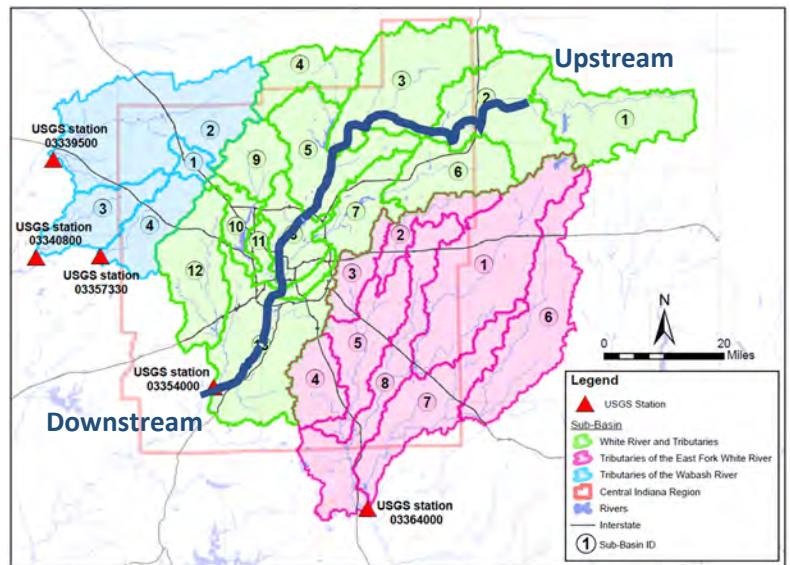 Upstream
4
3
2
1
5
9
6
7
2
1
3
4
10
11
12
13
2
3
1
5
6
4
8
7
USGS station
03339500
USGS station
03340800
USGS station
03357330
USGS station
03354000
Downstream
USGS station
03364000
N
0
10
20
Miles
Legend
USGS Station
Sub-Basin
White River and Tributaries
Tributaries of the East Fork White River
Tributaries of the Wabash River
Central Indiana Region
Rivers
Interstate
1 Sub-Basin ID